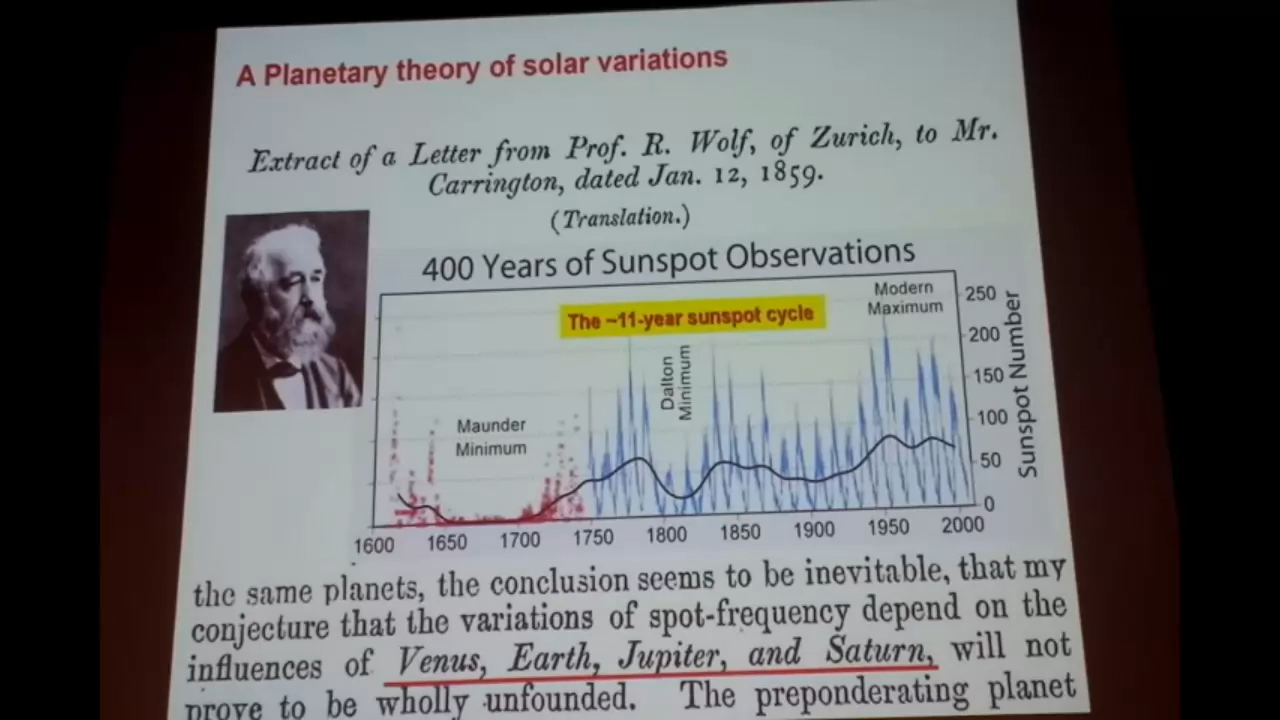 A Planetary theory of solar variations
Extract of a Letter from Prof. R. Wolf, of Zurich, to Mr.
Carrington, dated Jan. 12, 1859.
(Translation.)
400 Years of Sunspot Observations
The ~11-year sunspot cycle
Modern
Maximum
Dalton
Minimum
Maunder
Minimum
250
200
150
100
50
0
Sunspot Number
1600 1650 1700 1750 1800 1850 1900 1950 2000
the same planets, the conclusion seems to be inevitable, that my
conjecture that the variations of spot-frequency depend on the
influences of Venus, Earth, Jupiter, and Saturn, will not
prove to be wholly unfounded. The preponderating planet